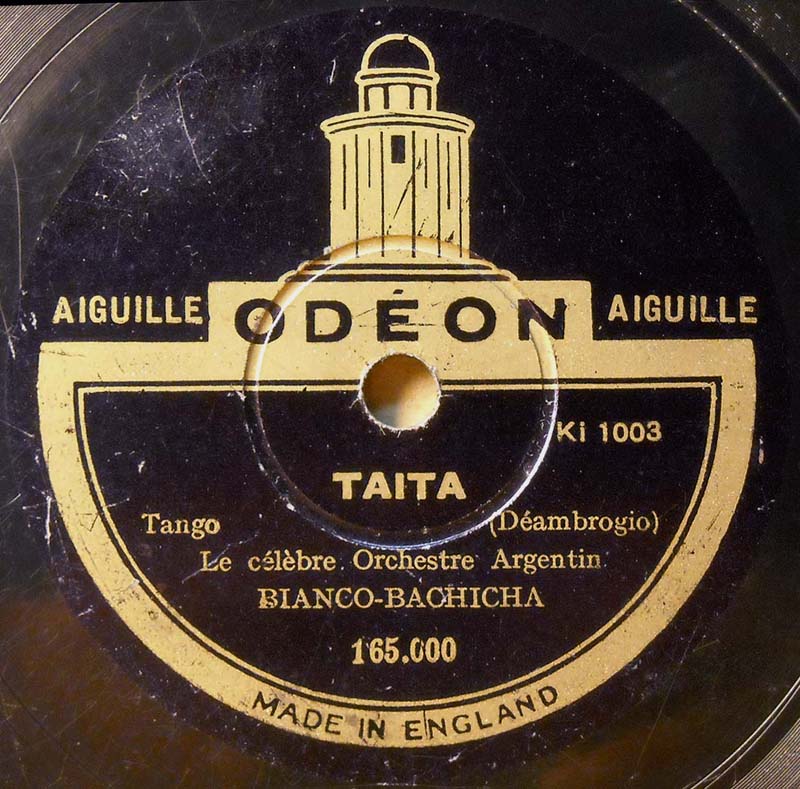 AIGUILLE ODÉON AIGUILLE
Ki 1003
TAITA
Tango (Déambrogio)
Le célèbre Orchestre Argentin
BIANCO-BACHICHA
165.000
MADE IN ENGLAND